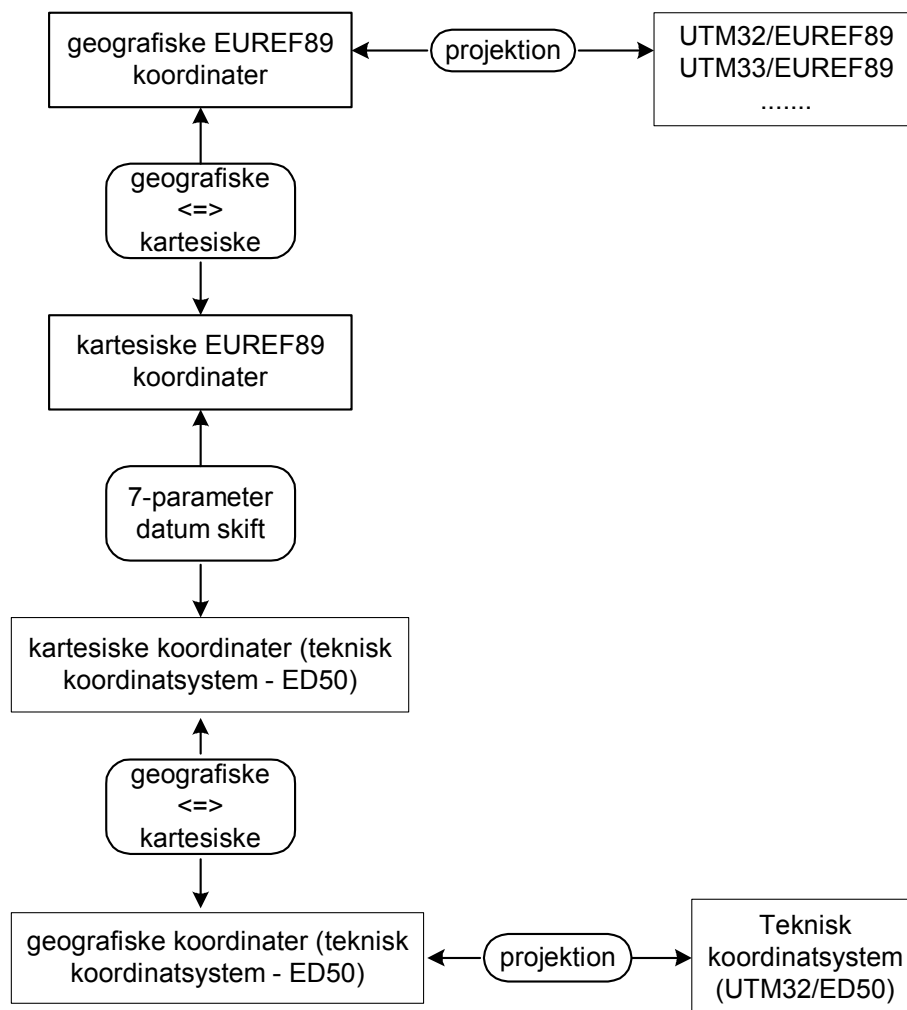 geografiske EUREF89
koordinater
projektion
UTM32/EUREF89
UTM33/EUREF89
.......
geografiske
<=>
kartesiske
kartesiske EUREF89
koordinater
7-parameter
datum skift
kartesiske koordinater (teknisk
koordinatsystem - ED50)
geografiske
<=>
kartesiske
geografiske koordinater (teknisk
koordinatsystem - ED50)
projektion
Teknisk
koordinatsystem
(UTM32/ED50)